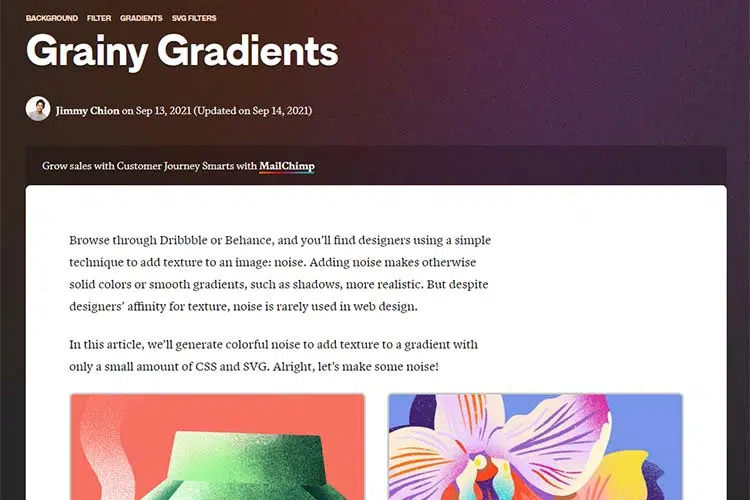 BACKGROUND FILTER GRADIENTS SVG FILTERS
Grainy Gradients
Jimmy Chion on Sep 13, 2021 (Updated on Sep 14, 2021)
Grow sales with Customer Journey Smarts with MailChimp
Browse through Dribbble or Behance, and you’ll find designers using a simple
technique to add texture to an image: noise. Adding noise makes otherwise
solid colors or smooth gradients, such as shadows, more realistic. But despite
designers’ affinity for texture, noise is rarely used in web design.
In this article, we’ll generate colorful noise to add texture to a gradient with
only a small amount of CSS and SVG. Alright, let’s make some noise!